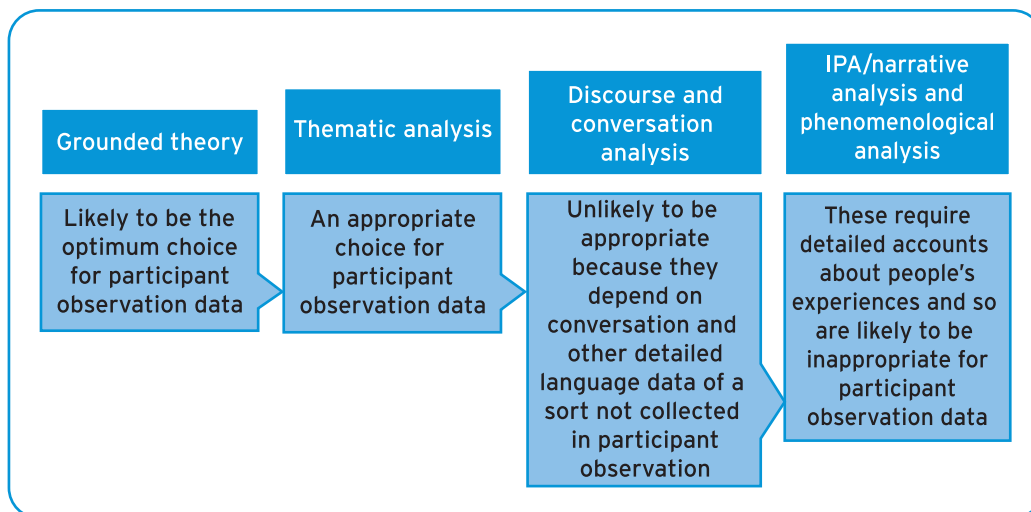 Grounded theory
Likely to be the
optimum choice
for participant
observation data
Thematic analysis
An appropriate
choice for
participant
observation data
Discourse and
conversation
analysis
Unlikely to be
appropriate
because they
depend on
conversation and
other detailed
language data of a
sort not collected
in participant
observation
IPA/narrative
analysis and
phenomenological
analysis
These require
detailed accounts
about people’s
experiences and so
are likely to be
inappropriate for
participant
observation data